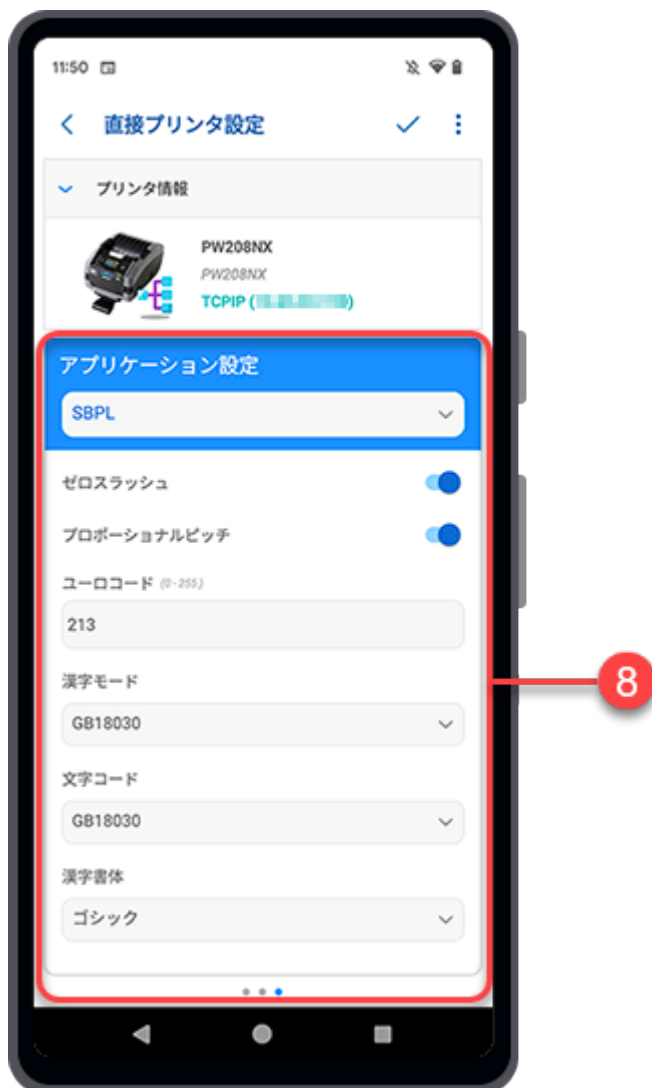 11:50
直接プリンタ設定
プリンタ情報
PW208NX
PW208NX
TCPIP ( )
アプリケーション設定
SBPL
ゼロスラッシュ
プロポーショナルピッチ
ユーロコード (0-255)
213
漢字モード
GB18030
文字コード
GB18030
漢字書体
ゴシック
8